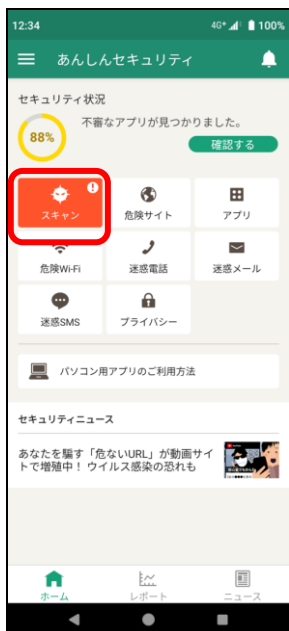 12:34
4G+ 100%
あんしんセキュリティ
セキュリティ状況
88%
不審なアプリが見つかりました。
確認する
スキャン
危険サイト
アプリ
危険Wi-Fi
迷惑電話
迷惑メール
迷惑SMS
プライバシー
パソコン用アプリのご利用方法
セキュリティニュース
あなたを騙す「危ないURL」が動画サイ
トで増殖中！ ウイルス感染の恐れも
ホーム
レポート
ニュース